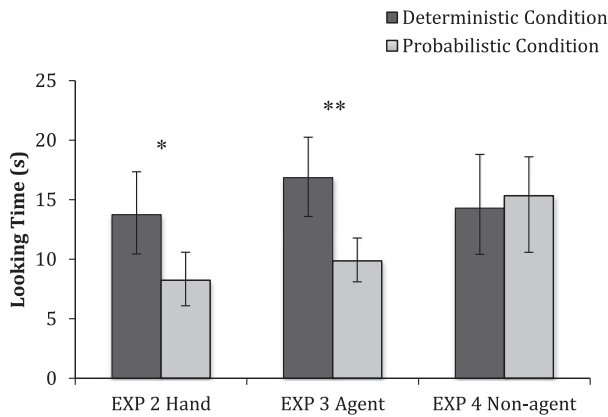 Deterministic Condition
Probabilistic Condition
25
20
15
10
5
0
Looking Time (s)
*
**
EXP 2 Hand
EXP 3 Agent
EXP 4 Non-agent